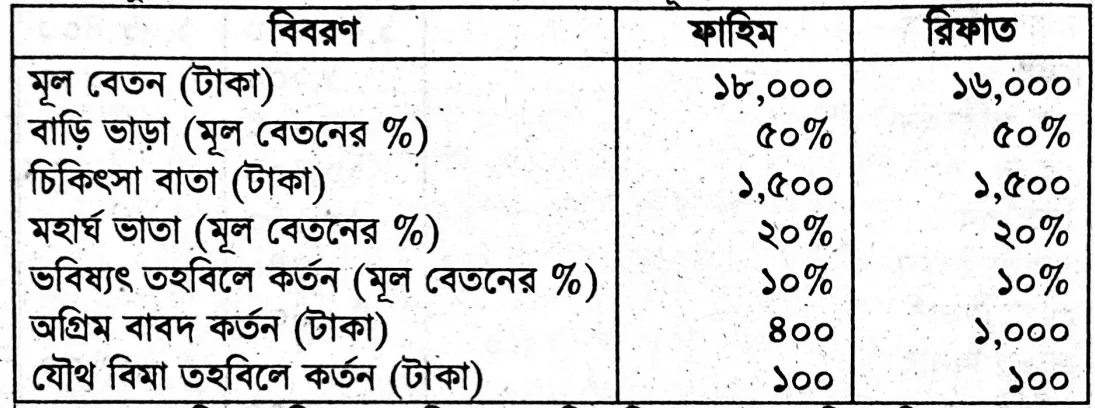 বিবরণ ফাহিম রিফাত
মূল বেতন (টাকা) ১৮,০০০ ১৬,০০০
বাড়ি ভাড়া (মূল বেতনের %) ৫০% ৫০%
চিকিৎসা বাতা (টাকা) ১,৫০০ ১,৫০০
মহার্ঘ ভাতা (মূল বেতনের %) ২০% ২০%
ভবিষ্যৎ তহবিলে কর্তন (মূল বেতনের %) ১০% ১০%
অগ্রিম বাবদ কর্তন (টাকা) ৪০০ ১,০০০
যৌথ বিমা তহবিলে কর্তন (টাকা) ১০০ ১০০